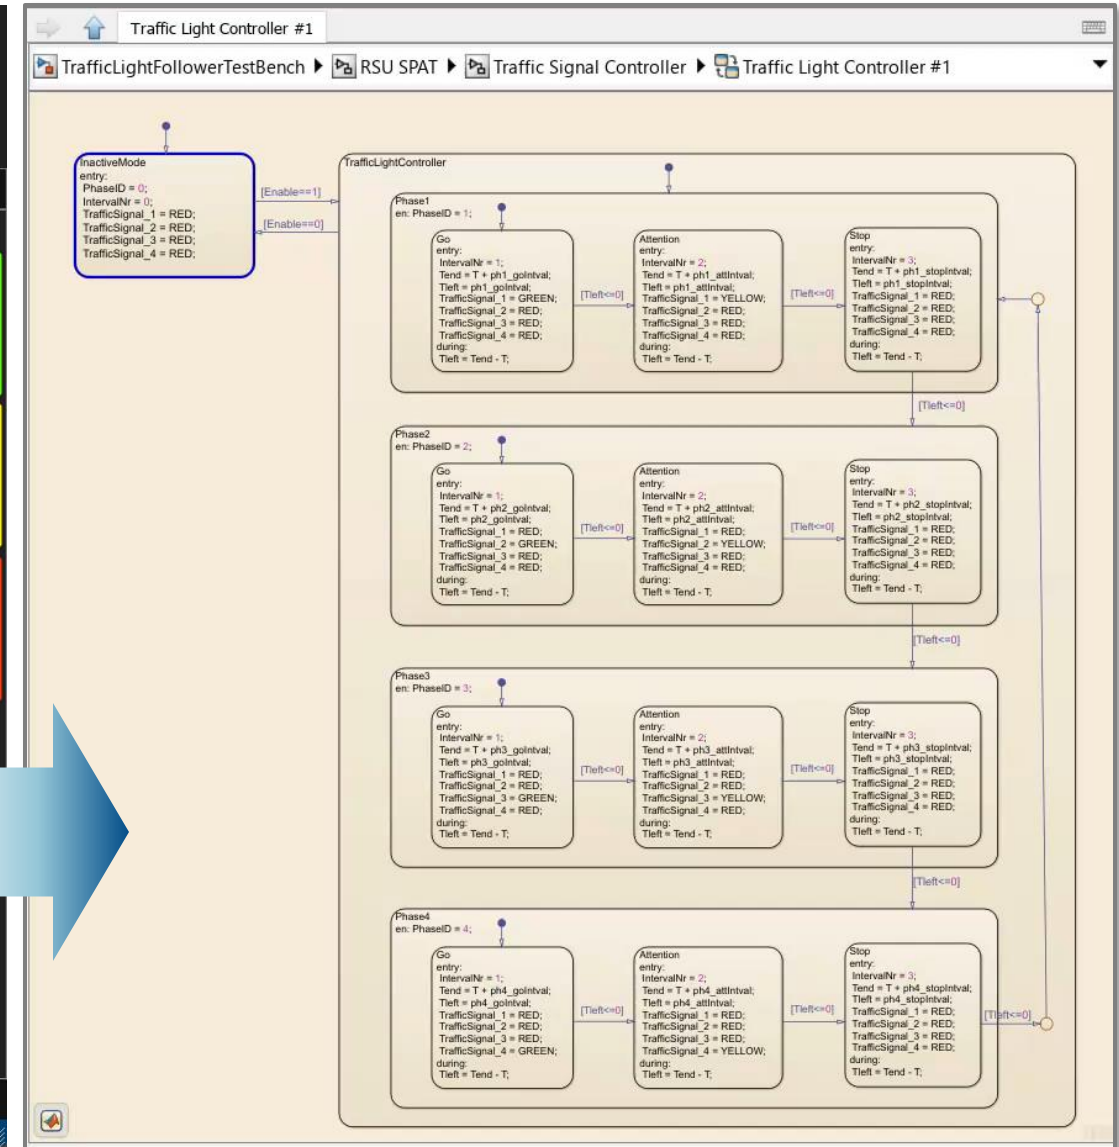 Traffic Light Controller #1
TrafficLightFollowerTestBench RSU SPAT Traffic Signal Controller Traffic Light Controller #1
InactiveMode
entry:
PhaseID = 0;
IntervalNr = 0;
TrafficSignal_1 = RED;
TrafficSignal_2 = RED;
TrafficSignal_3 = RED;
TrafficSignal_4 = RED;
[Enable==1]
[Enable==0]
TrafficLightController
Phase1
en: PhaseID = 1;
Go
entry:
IntervalNr = 1;
Tend = T + ph1_goIntval;
Tleft = ph1_goIntval;
TrafficSignal_1 = GREEN;
TrafficSignal_2 = RED;
TrafficSignal_3 = RED;
TrafficSignal_4 = RED;
during:
Tleft = Tend - T;
[Tleft<=0]
Attention
entry:
IntervalNr = 2;
Tend = T + ph1_attIntval;
Tleft = ph1_attIntval;
TrafficSignal_1 = YELLOW;
TrafficSignal_2 = RED;
TrafficSignal_3 = RED;
TrafficSignal_4 = RED;
during:
Tleft = Tend - T;
[Tleft<=0]
Stop
entry:
IntervalNr = 3;
Tend = T + ph1_stopIntval;
Tleft = ph1_stopIntval;
TrafficSignal_1 = RED;
TrafficSignal_2 = RED;
TrafficSignal_3 = RED;
TrafficSignal_4 = RED;
during:
Tleft = Tend - T;
[Tleft<=0]
Phase2
en: PhaseID = 2;
Go
entry:
IntervalNr = 1;
Tend = T + ph2_goIntval;
Tleft = ph2_goIntval;
TrafficSignal_1 = RED;
TrafficSignal_2 = GREEN;
TrafficSignal_3 = RED;
TrafficSignal_4 = RED;
during:
Tleft = Tend - T;
[Tleft<=0]
Attention
entry:
IntervalNr = 2;
Tend = T + ph2_attIntval;
Tleft = ph2_attIntval;
TrafficSignal_1 = RED;
TrafficSignal_2 = YELLOW;
TrafficSignal_3 = RED;
TrafficSignal_4 = RED;
during:
Tleft = Tend - T;
[Tleft<=0]
Stop
entry:
IntervalNr = 3;
Tend = T + ph2_stopIntval;
Tleft = ph2_stopIntval;
TrafficSignal_1 = RED;
TrafficSignal_2 = RED;
TrafficSignal_3 = RED;
TrafficSignal_4 = RED;
during:
Tleft = Tend - T;
[Tleft<=0]
Phase3
en: PhaseID = 3;
Go
entry:
IntervalNr = 1;
Tend = T + ph3_goIntval;
Tleft = ph3_goIntval;
TrafficSignal_1 = RED;
TrafficSignal_2 = RED;
TrafficSignal_3 = GREEN;
TrafficSignal_4 = RED;
during:
Tleft = Tend - T;
[Tleft<=0]
Attention
entry:
IntervalNr = 2;
Tend = T + ph3_attIntval;
Tleft = ph3_attIntval;
TrafficSignal_1 = RED;
TrafficSignal_2 = RED;
TrafficSignal_3 = YELLOW;
TrafficSignal_4 = RED;
during:
Tleft = Tend - T;
[Tleft<=0]
Stop
entry:
IntervalNr = 3;
Tend = T + ph3_stopIntval;
Tleft = ph3_stopIntval;
TrafficSignal_1 = RED;
TrafficSignal_2 = RED;
TrafficSignal_3 = RED;
TrafficSignal_4 = RED;
during:
Tleft = Tend - T;
[Tleft<=0]
Phase4
en: PhaseID = 4;
Go
entry:
IntervalNr = 1;
Tend = T + ph4_goIntval;
Tleft = ph4_goIntval;
TrafficSignal_1 = RED;
TrafficSignal_2 = RED;
TrafficSignal_3 = RED;
TrafficSignal_4 = GREEN;
during:
Tleft = Tend - T;
[Tleft<=0]
Attention
entry:
IntervalNr = 2;
Tend = T + ph4_attIntval;
Tleft = ph4_attIntval;
TrafficSignal_1 = RED;
TrafficSignal_2 = RED;
TrafficSignal_3 = RED;
TrafficSignal_4 = YELLOW;
during:
Tleft = Tend - T;
[Tleft<=0]
Stop
entry:
IntervalNr = 3;
Tend = T + ph4_stopIntval;
Tleft = ph4_stopIntval;
TrafficSignal_1 = RED;
TrafficSignal_2 = RED;
TrafficSignal_3 = RED;
TrafficSignal_4 = RED;
during:
Tleft = Tend - T;
[Tleft<=0]